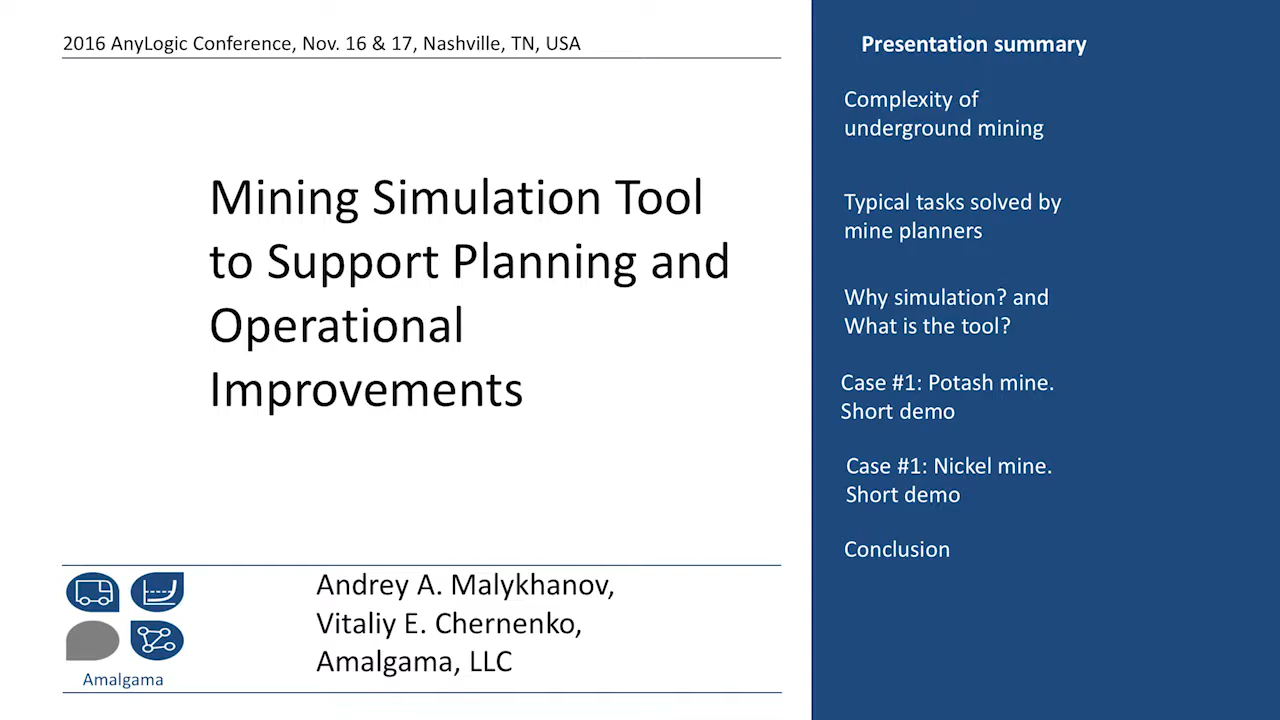 2016 AnyLogic Conference, Nov. 16 & 17, Nashville, TN, USA
Mining Simulation Tool
to Support Planning and
Operational
Improvements
Andrey A. Malykhanov,
Vitaliy E. Chernenko,
Amalgama, LLC
Amalgama
Presentation summary
Complexity of
underground mining
Typical tasks solved by
mine planners
Why simulation? and
What is the tool?
Case #1: Potash mine.
Short demo
Case #1: Nickel mine.
Short demo
Conclusion